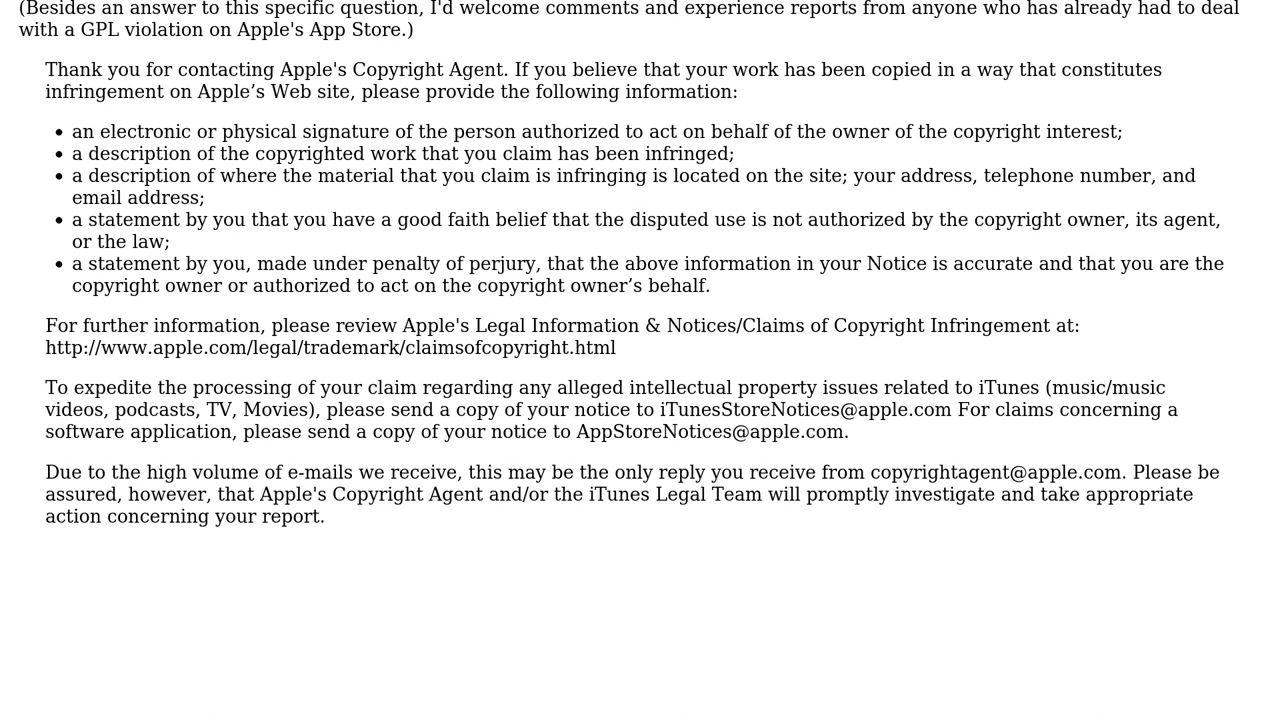 (Besides an answer to this specific question, I'd welcome comments and experience reports from anyone who has already had to deal
with a GPL violation on Apple's App Store.)
Thank you for contacting Apple's Copyright Agent. If you believe that your work has been copied in a way that constitutes
infringement on Apple’s Web site, please provide the following information:
• an electronic or physical signature of the person authorized to act on behalf of the owner of the copyright interest;
• a description of the copyrighted work that you claim has been infringed;
• a description of where the material that you claim is infringing is located on the site; your address, telephone number, and
email address;
• a statement by you that you have a good faith belief that the disputed use is not authorized by the copyright owner, its agent,
or the law;
• a statement by you, made under penalty of perjury, that the above information in your Notice is accurate and that you are the
copyright owner or authorized to act on the copyright owner’s behalf.
For further information, please review Apple's Legal Information & Notices/Claims of Copyright Infringement at:
http://www.apple.com/legal/trademark/claimsofcopyright.html
To expedite the processing of your claim regarding any alleged intellectual property issues related to iTunes (music/music
videos, podcasts, TV, Movies), please send a copy of your notice to iTunesStoreNotices@apple.com For claims concerning a
software application, please send a copy of your notice to AppStoreNotices@apple.com.
Due to the high volume of e-mails we receive, this may be the only reply you receive from copyrightagent@apple.com. Please be
assured, however, that Apple's Copyright Agent and/or the iTunes Legal Team will promptly investigate and take appropriate
action concerning your report.